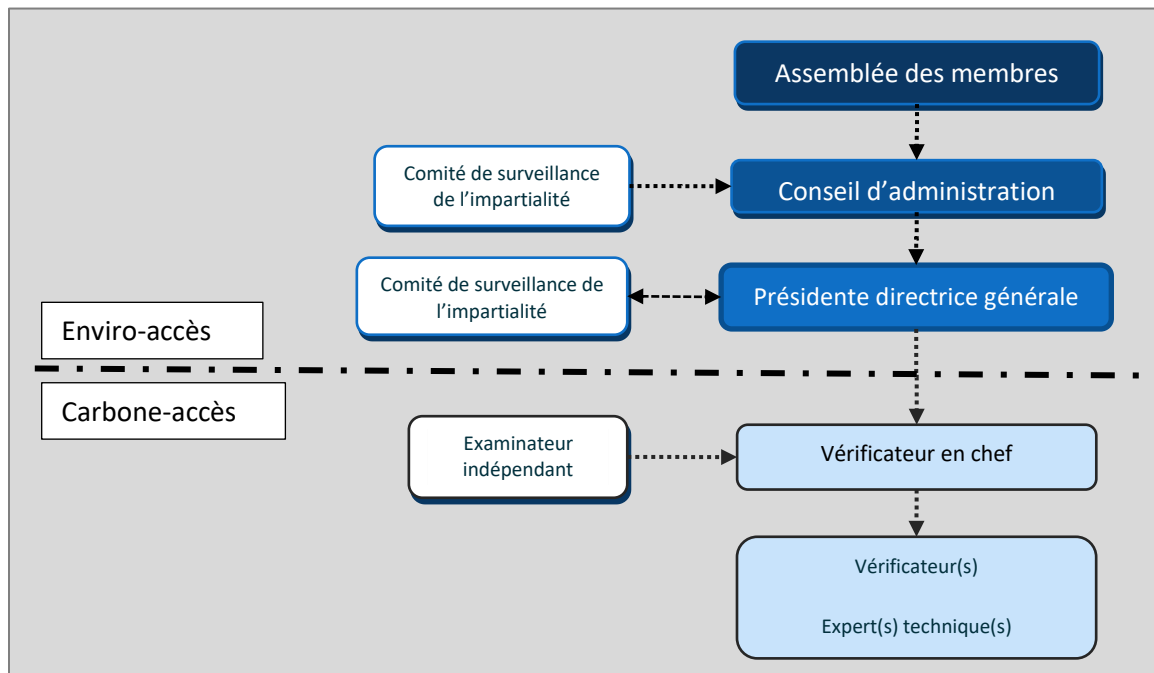 Assemblée des membres
Comité de surveillance
de l’impartialité
Conseil d’administration
Comité de surveillance de
l’impartialité
Présidente directrice générale
Enviro-accès
Carbone-accès
Examinateur
indépendant
Vérificateur en chef
Vérificateur(s)
Expert(s) technique(s)